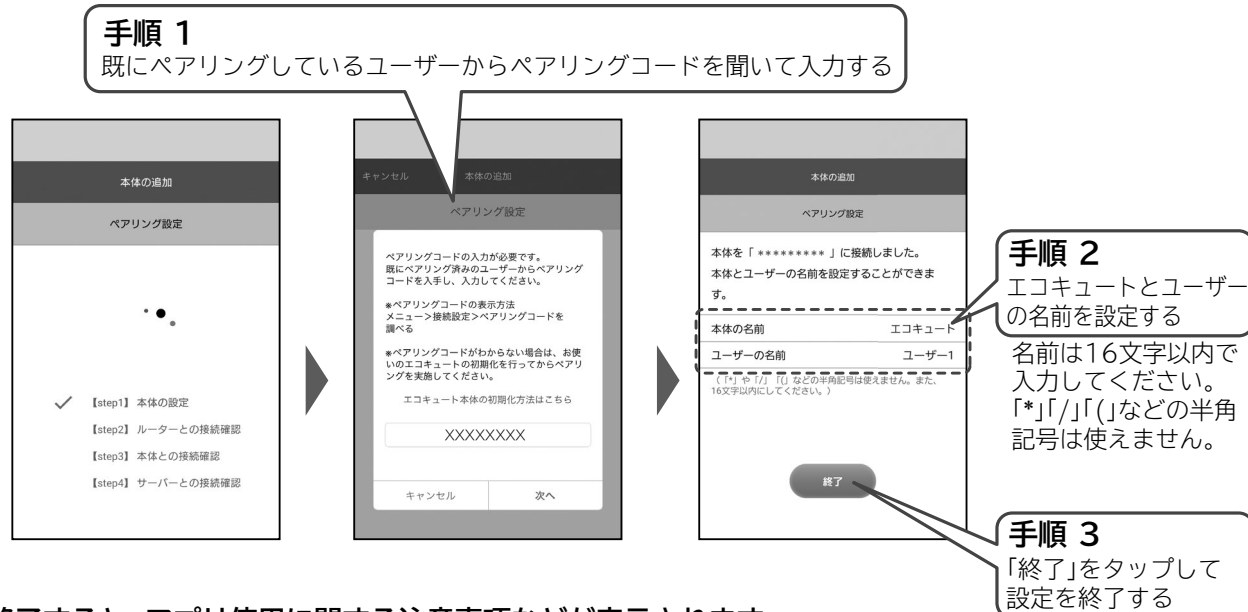 手順 1
既にペアリングしているユーザーからペアリングコードを聞いて入力する
本体の追加
ペアリング設定
✓ 【step1】 本体の設定
【step2】 ルーターとの接続確認
【step3】 本体との接続確認
【step4】 サーバーとの接続確認
キャンセル 本体の追加
ペアリング設定
ペアリングコードの入力が必要です。
既にペアリング済みのユーザーからペアリング
コードを入手し、入力してください。
※ペアリングコードの表示方法
メニュー>接続設定>ペアリングコードを
調べる
※ペアリングコードがわからない場合は、お使
いのエコキュートの初期化を行ってからペアリ
ングを実施してください。
エコキュート本体の初期化方法はこちら
XXXXXXXX
キャンセル 次へ
本体の追加
ペアリング設定
本体を「 ********* 」に接続しました。
本体とユーザーの名前を設定することができま
す。
本体の名前 エコキュート
ユーザーの名前 ユーザー1
(「*」や「/」「(」などの半角記号は使えません。また、
16文字以内にしてください。)
終了
手順 2
エコキュートとユーザー
の名前を設定する
名前は16文字以内で
入力してください。
「*」「/」「(」などの半角
記号は使えません。
手順 3
「終了」をタップして
設定を終了する